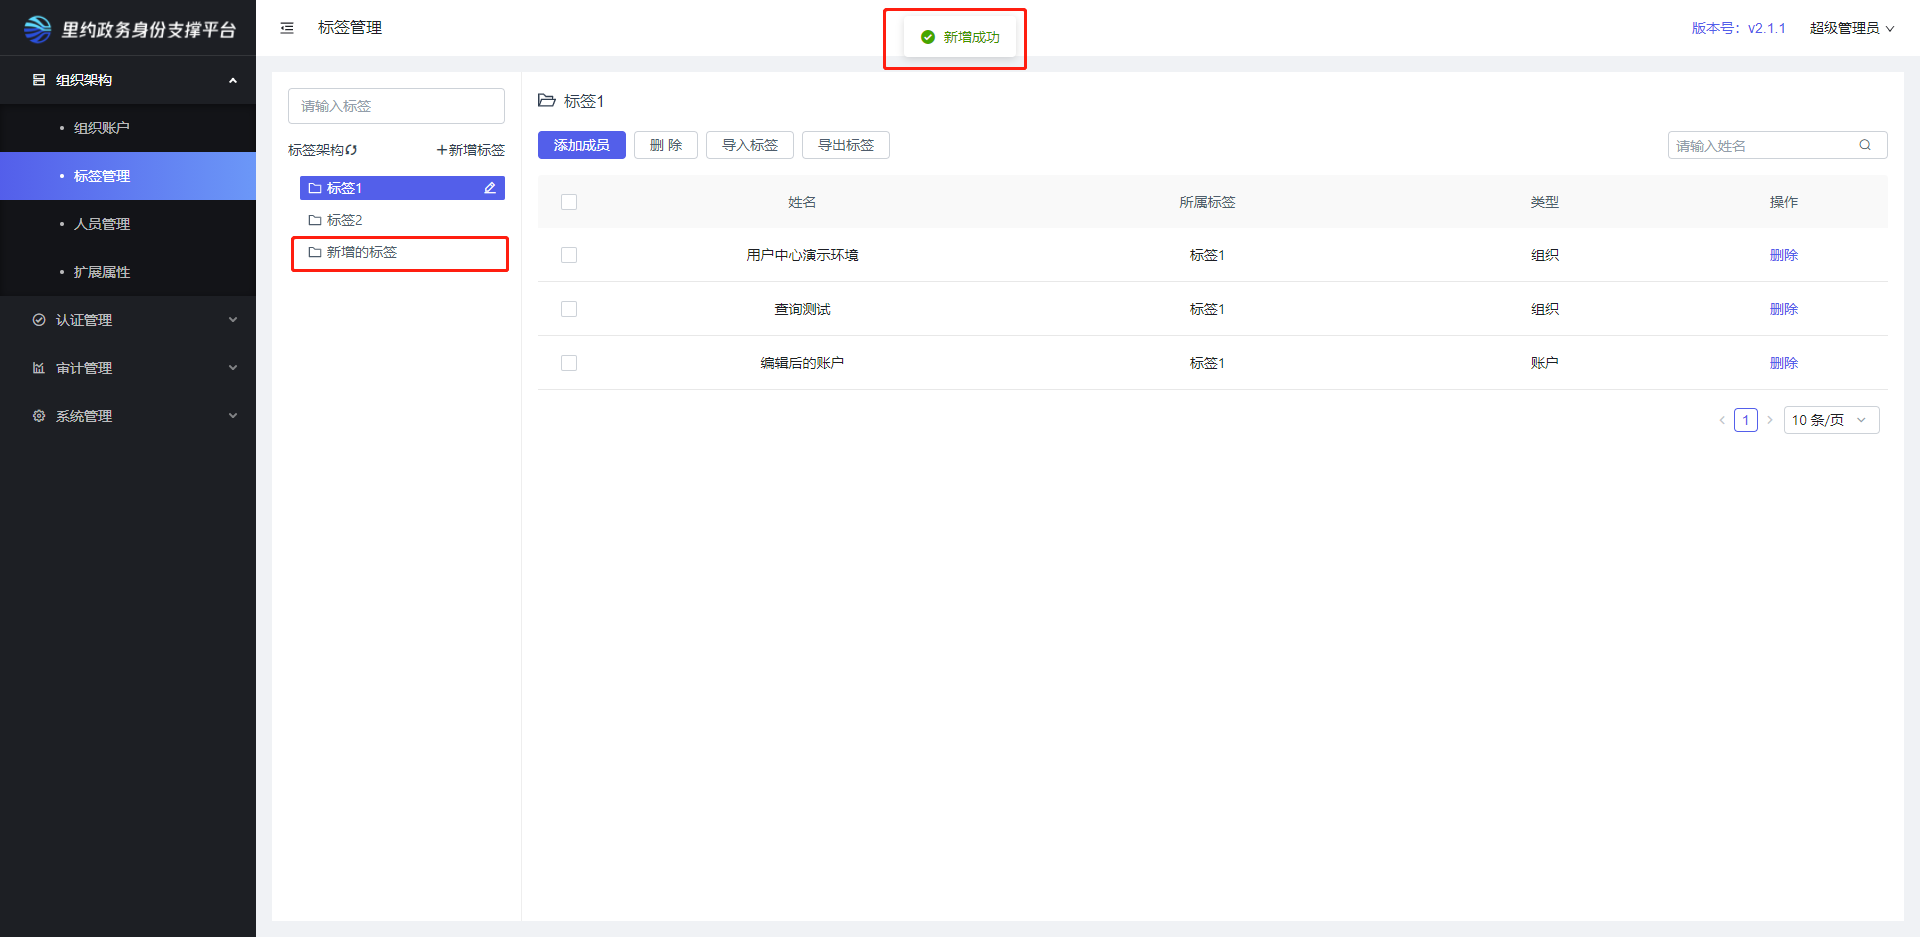 里约政务身份支撑平台
标签管理
新增成功
版本号：v2.1.1
超级管理员
组织架构
组织账户
标签管理
人员管理
扩展属性
认证管理
审计管理
系统管理
请输入标签
标签架构
+新增标签
标签1
标签2
新增的标签
标签1
添加成员 删 除 导入标签 导出标签
请输入姓名
姓名 所属标签 类型 操作
用户中心演示环境 标签1 组织 删除
查询测试 标签1 组织 删除
编辑后的账户 标签1 账户 删除
1 10 条/页